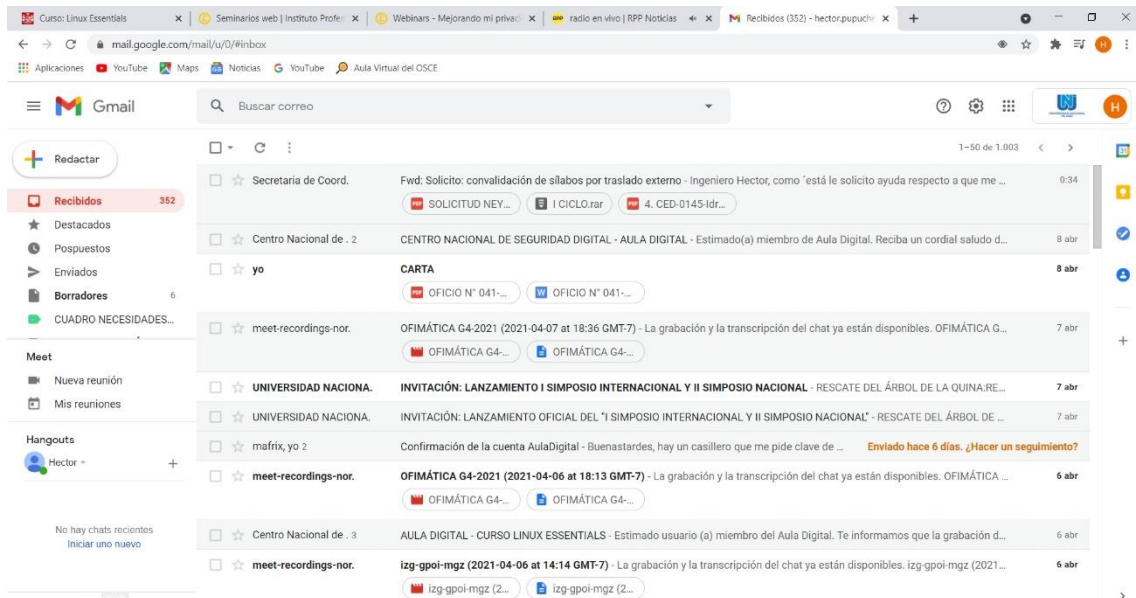 Curso: Linux Essentials
Seminarios web | Instituto Profes
Webinars - Mejorando mi privaci
radio en vivo | RPP Noticias
Recibidos (352) - hector.pupuche
mail.google.com/mail/u/0/#inbox
Aplicaciones YouTube Maps Noticias YouTube Aula Virtual del OSCE
Gmail
Buscar correo
H
Redactar
1–50 de 1.003
Recibidos 352
Destacados
Pospuestos
Enviados
Borradores 6
CUADRO NECESIDADES...
Meet
Nueva reunión
Mis reuniones
Hangouts
Hector
No hay chats recientes
Iniciar uno nuevo
Secretaria de Coord. Fwd: Solicito: convalidación de sílabos por traslado externo - Ingeniero Hector, como ´está le solicito ayuda respecto a que me ... 0:34
PDF SOLICITUD NEY... I CICLO.rar PDF 4. CED-0145-Idr...
Centro Nacional de . 2 CENTRO NACIONAL DE SEGURIDAD DIGITAL - AULA DIGITAL - Estimado(a) miembro de Aula Digital. Reciba un cordial saludo d... 8 abr
yo CARTA 8 abr
PDF OFICIO N° 041-... W OFICIO N° 041-...
meet-recordings-nor. OFIMÁTICA G4-2021 (2021-04-07 at 18:36 GMT-7) - La grabación y la transcripción del chat ya están disponibles. OFIMÁTICA G... 7 abr
OFIMÁTICA G4-... OFIMÁTICA G4-...
UNIVERSIDAD NACIONA. INVITACIÓN: LANZAMIENTO I SIMPOSIO INTERNACIONAL Y II SIMPOSIO NACIONAL - RESCATE DEL ÁRBOL DE LA QUINA:RE... 7 abr
UNIVERSIDAD NACIONA. INVITACIÓN: LANZAMIENTO OFICIAL DEL "I SIMPOSIO INTERNACIONAL Y II SIMPOSIO NACIONAL" - RESCATE DEL ÁRBOL DE ... 7 abr
mafrix, yo 2 Confirmación de la cuenta AulaDigital - Buenastardes, hay un casillero que me pide clave de ... Enviado hace 6 días. ¿Hacer un seguimiento?
meet-recordings-nor. OFIMÁTICA G4-2021 (2021-04-06 at 18:13 GMT-7) - La grabación y la transcripción del chat ya están disponibles. OFIMÁTICA ... 6 abr
OFIMÁTICA G4-... OFIMÁTICA G4-...
Centro Nacional de . 3 AULA DIGITAL - CURSO LINUX ESSENTIALS - Estimado usuario (a) miembro del Aula Digital. Te informamos que la grabación d... 6 abr
meet-recordings-nor. izg-gpoi-mgz (2021-04-06 at 14:14 GMT-7) - La grabación y la transcripción del chat ya están disponibles. izg-gpoi-mgz (2021... 6 abr
izg-gpoi-mgz (2... izg-gpoi-mgz (2...